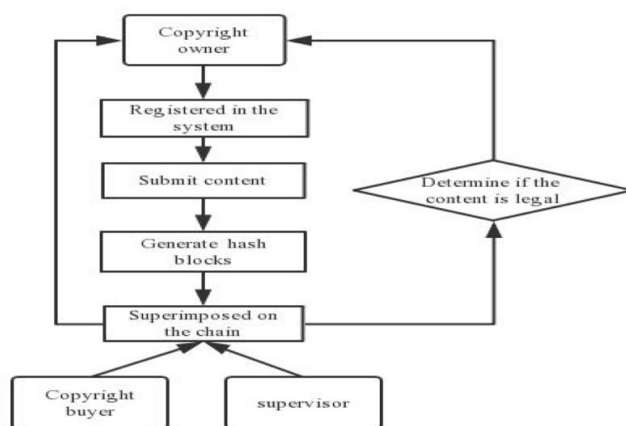 Copyright
owner
Registered in the
system
Submit content
Determine if the
content is legal
Generate hash
blocks
Superimposed on
the chain
Copyright
buyer
supervisor